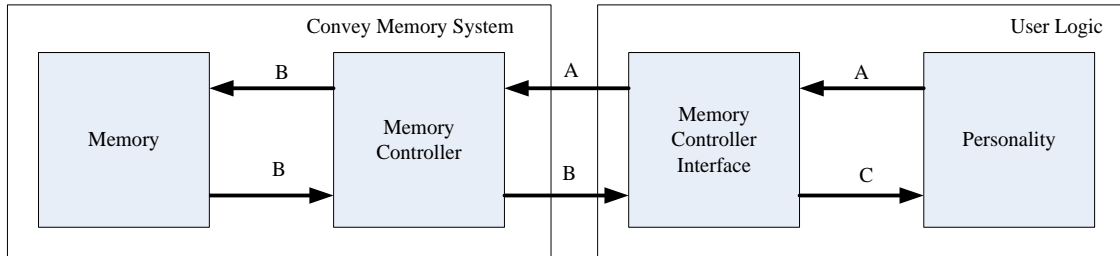 Convey Memory System
User Logic
B
A
A
Memory
Memory
Controller
Memory
Controller
Interface
Personality
B
B
C